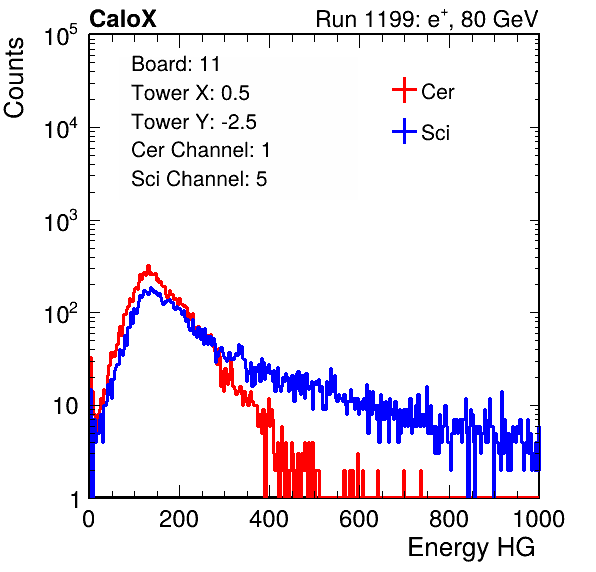 CaloX Run 1199: e⁺, 80 GeV
Counts
10⁵
10⁴
10³
10²
10
1
Board: 11
Tower X: 0.5
Tower Y: -2.5
Cer Channel: 1
Sci Channel: 5
Cer
Sci
0 200 400 600 800 1000
Energy HG